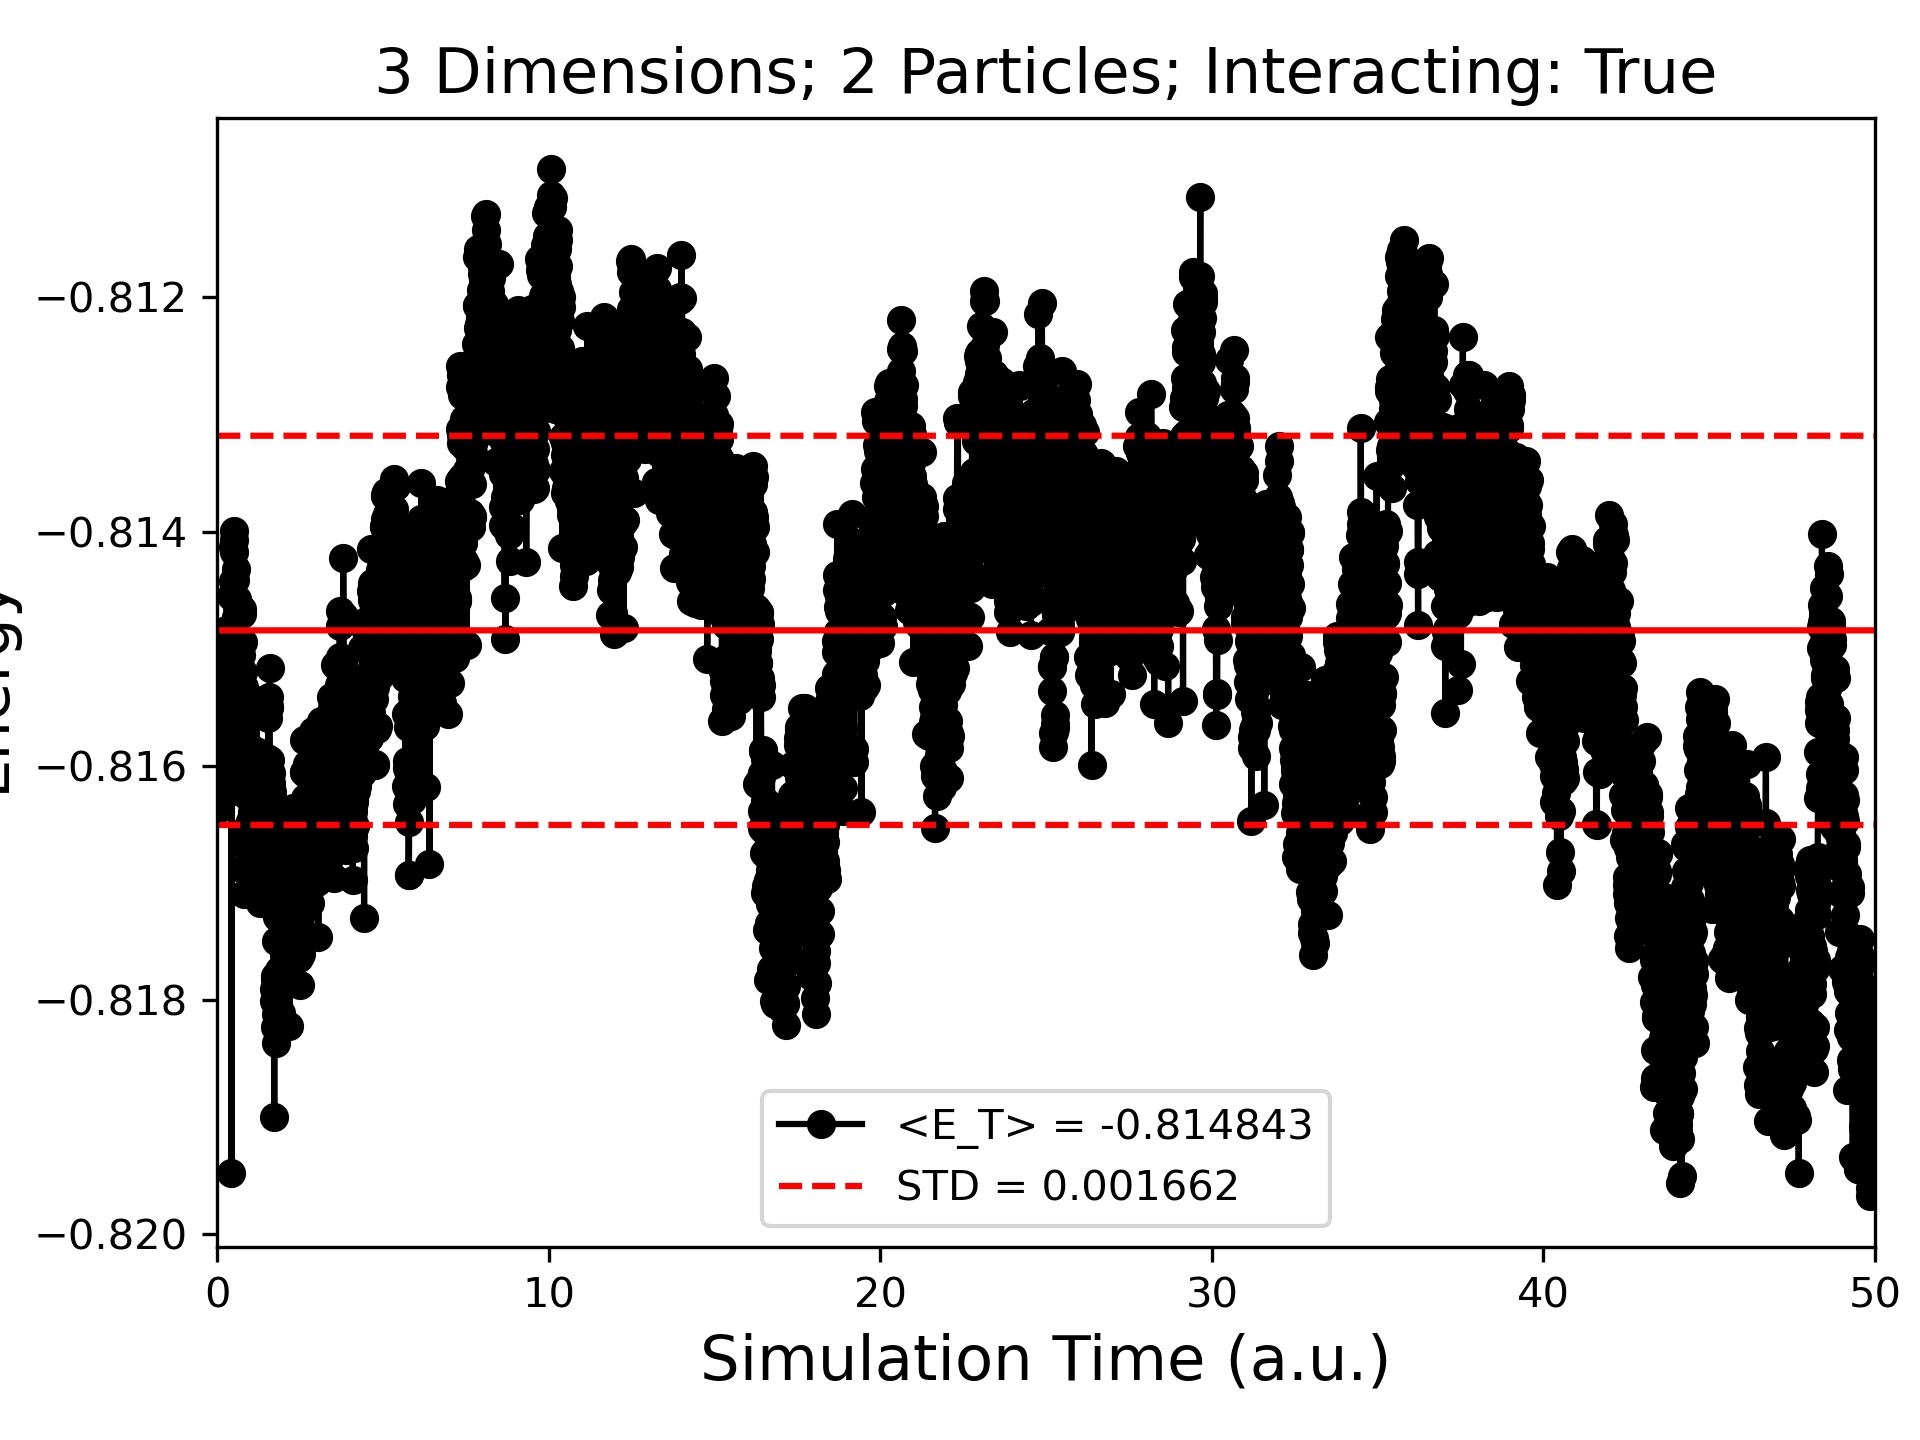 3 Dimensions; 2 Particles; Interacting: True
Energy
−0.812
−0.814
−0.816
−0.818
−0.820
<E_T> = -0.814843
STD = 0.001662
0 10 20 30 40 50
Simulation Time (a.u.)